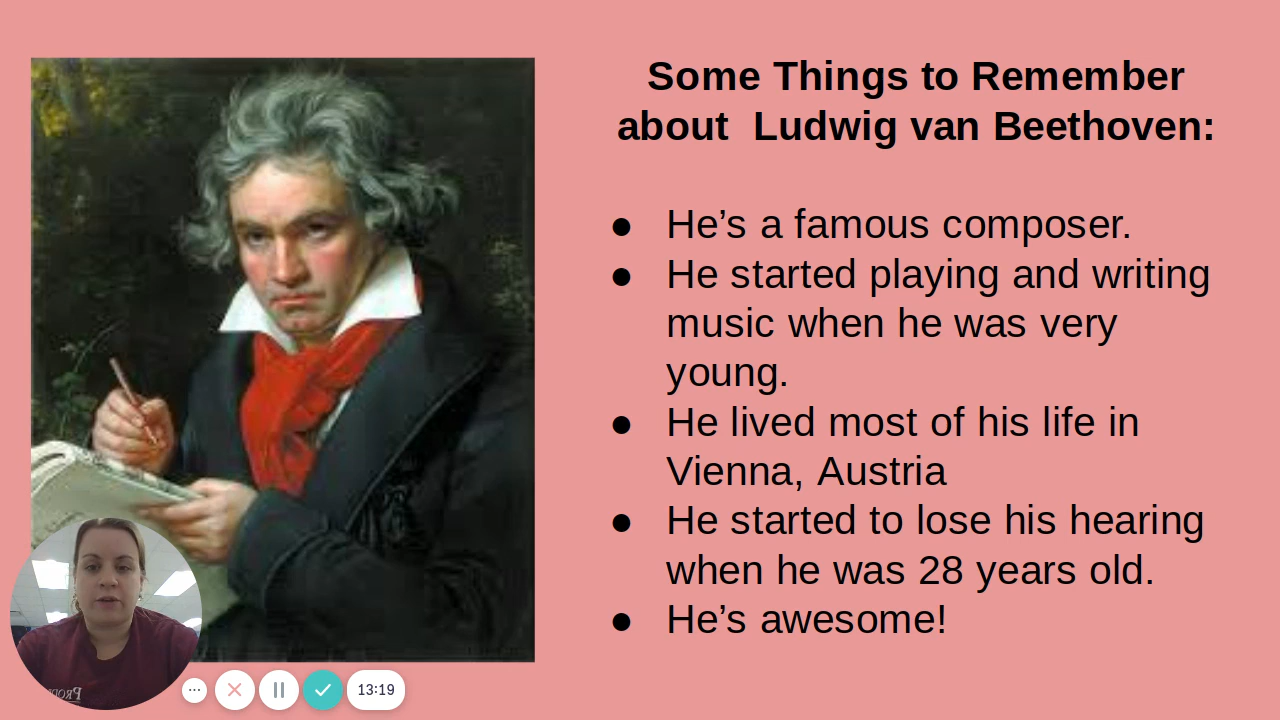 Some Things to Remember
about  Ludwig van Beethoven:
● He’s a famous composer.
● He started playing and writing
music when he was very
young.
● He lived most of his life in
Vienna, Austria
● He started to lose his hearing
when he was 28 years old.
● He’s awesome!
13:19